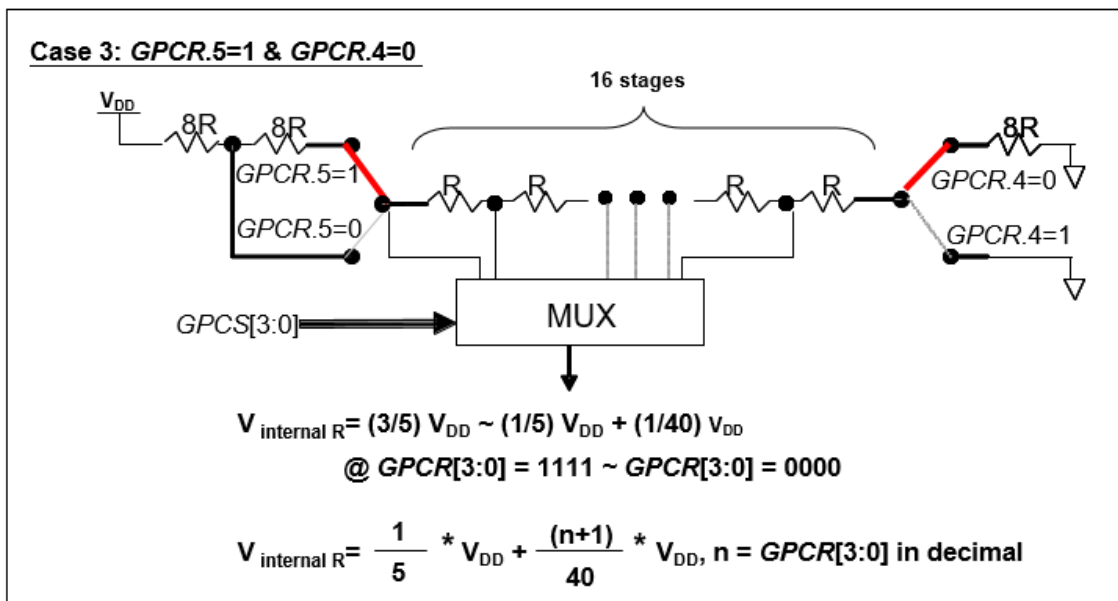 Case 3: GPCR.5=1 & GPCR.4=0
16 stages
VDD
8R
8R
8R
GPCR.5=1
GPCR.4=0
R
R
R
R
GPCR.5=0
GPCR.4=1
GPCS[3:0]
MUX
V internal R= (3/5) VDD ~ (1/5) VDD + (1/40) VDD
@ GPCR[3:0] = 1111 ~ GPCR[3:0] = 0000
V internal R= 1/5 * VDD + (n+1)/40 * VDD, n = GPCR[3:0] in decimal